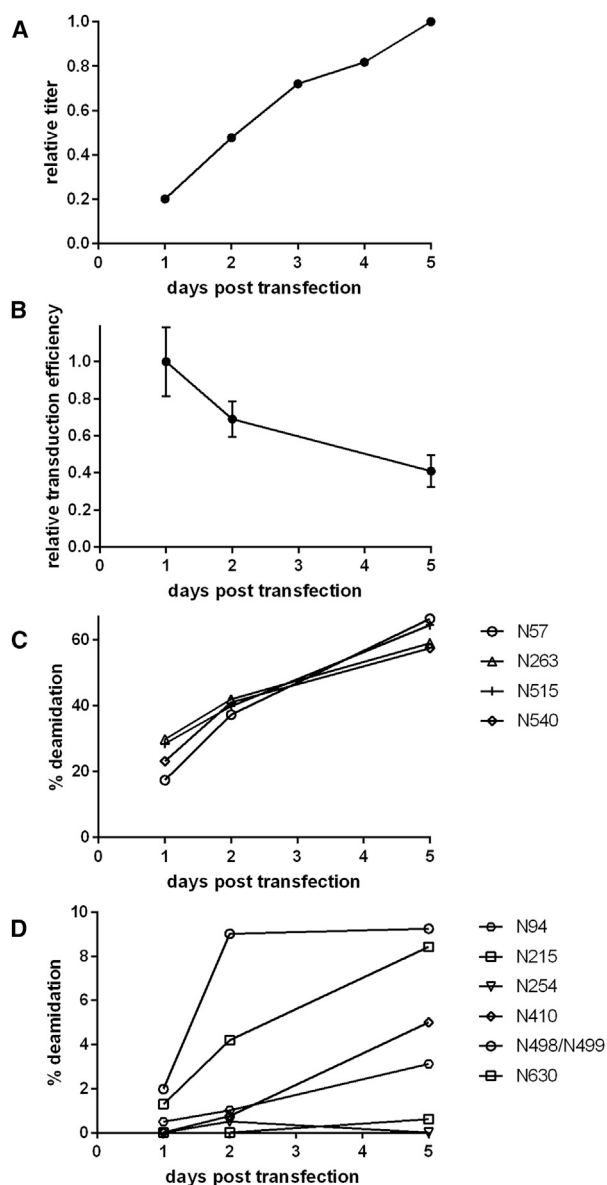 A
relative titer
1.0
0.8
0.6
0.4
0.2
0.0
0 1 2 3 4 5
days post transfection
B
relative transduction efficiency
1.0
0.8
0.6
0.4
0.2
0.0
0 1 2 3 4 5
days post transfection
C
% deamidation
60
40
20
0
0 1 2 3 4 5
days post transfection
N57
N263
N515
N540
D
% deamidation
10
8
6
4
2
0
0 1 2 3 4 5
days post transfection
N94
N215
N254
N410
N498/N499
N630